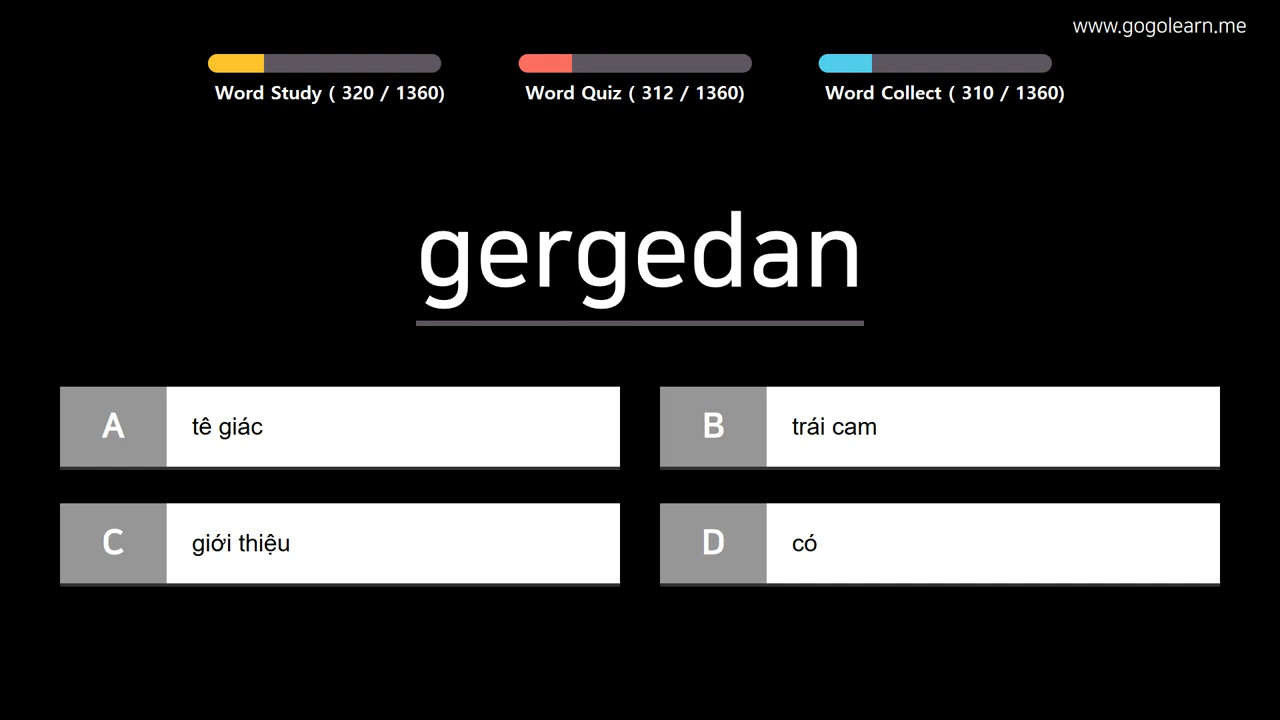 www.gogolearn.me
Word Study ( 320 / 1360)
Word Quiz ( 312 / 1360)
Word Collect ( 310 / 1360)
gergedan
A tê giác
B trái cam
C giới thiệu
D có